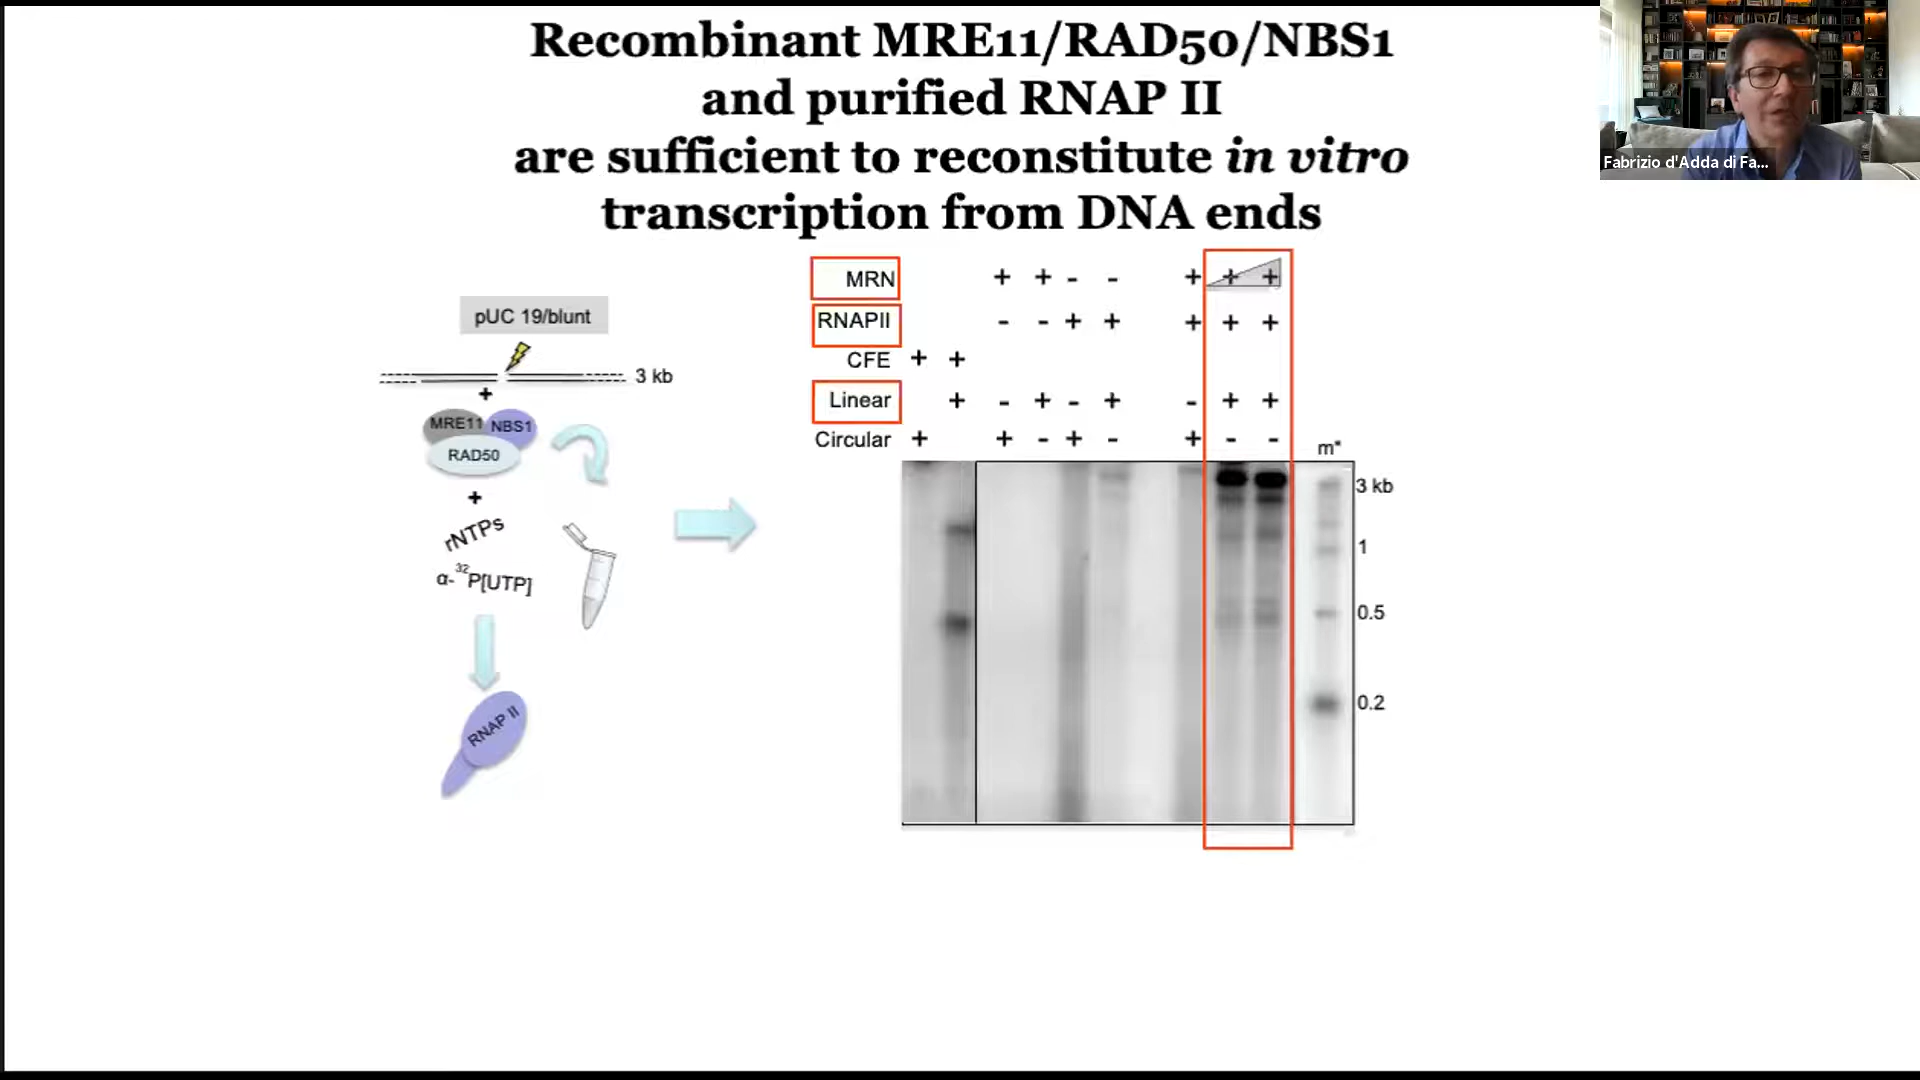 Recombinant MRE11/RAD50/NBS1
and purified RNAP II
are sufficient to reconstitute in vitro
transcription from DNA ends
Fabrizio d'Adda di Fa...
pUC 19/blunt
3 kb
+
MRE11 NBS1
RAD50
+
rNTPs
α-³²P[UTP]
RNAP II
MRN + + - - + + +
RNAPII - - + + + + +
CFE + +
Linear + - + - + - + +
Circular + + - + - + - -
m*
3 kb
1
0.5
0.2